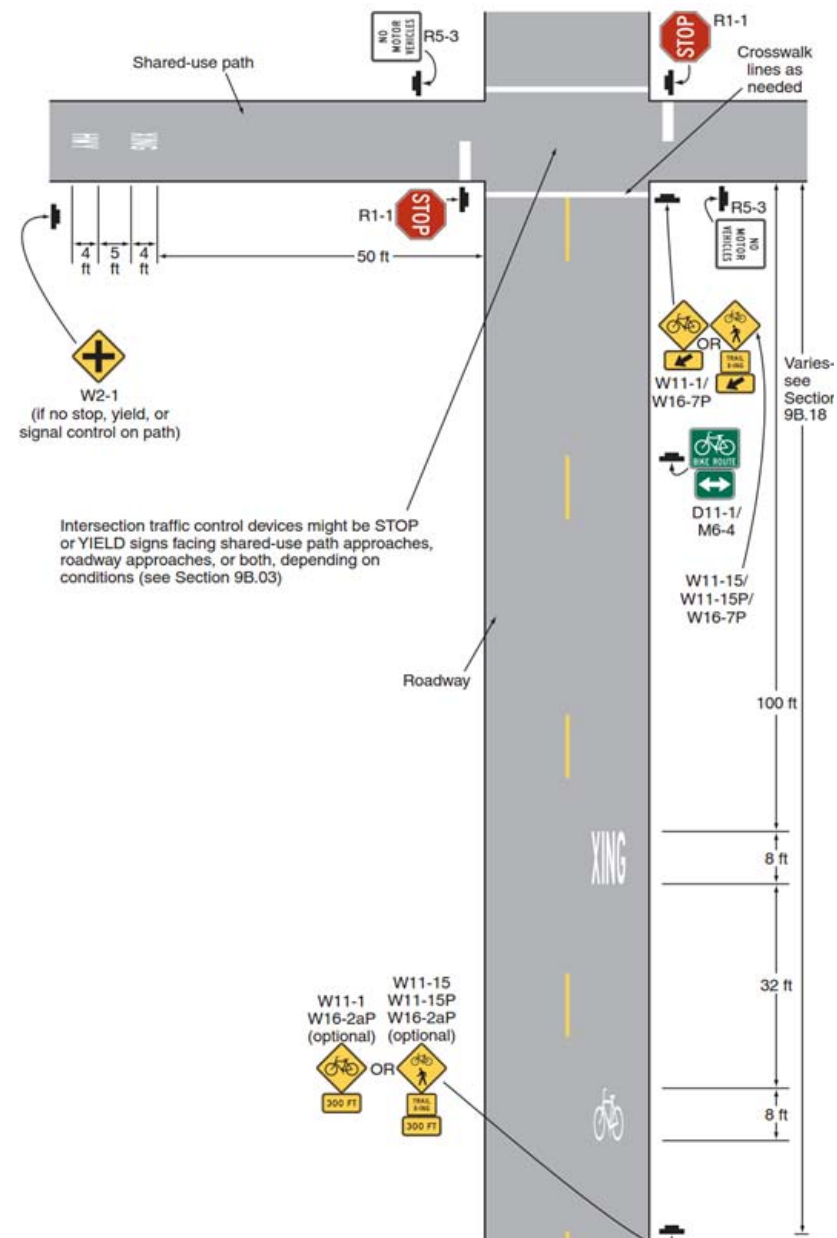 NO
MOTOR
VEHICLES
R5-3
STOP
R1-1
Shared-use path
Crosswalk
lines as
needed
HWY
XING
R1-1
STOP
R5-3
NO
MOTOR
VEHICLES
4
ft
5
ft
4
ft
50 ft
W2-1
(if no stop, yield, or
signal control on path)
OR
TRAIL
X-ING
W11-1/
W16-7P
Varies-
see
Section
9B.18
BIKE ROUTE
D11-1/
M6-4
Intersection traffic control devices might be STOP
or YIELD signs facing shared-use path approaches,
roadway approaches, or both, depending on
conditions (see Section 9B.03)
W11-15/
W11-15P/
W16-7P
Roadway
100 ft
XING
8 ft
32 ft
W11-1
W16-2aP
(optional)
W11-15
W11-15P
W16-2aP
(optional)
OR
300 FT
TRAIL
X-ING
300 FT
8 ft